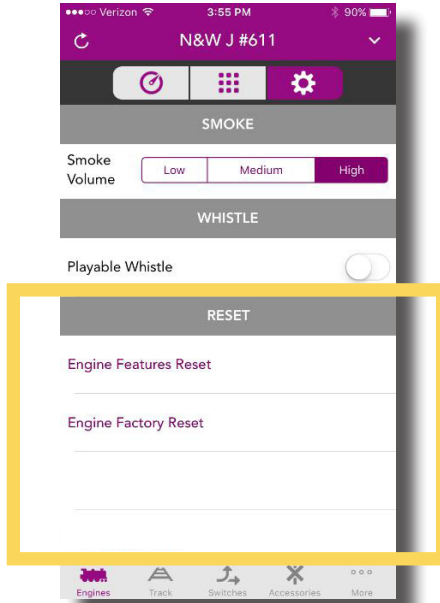 Verizon 3:55 PM 90%
N&W J #611
SMOKE
Smoke
Volume
Low Medium High
WHISTLE
Playable Whistle
RESET
Engine Features Reset
Engine Factory Reset
Engines Track Switches Accessories More